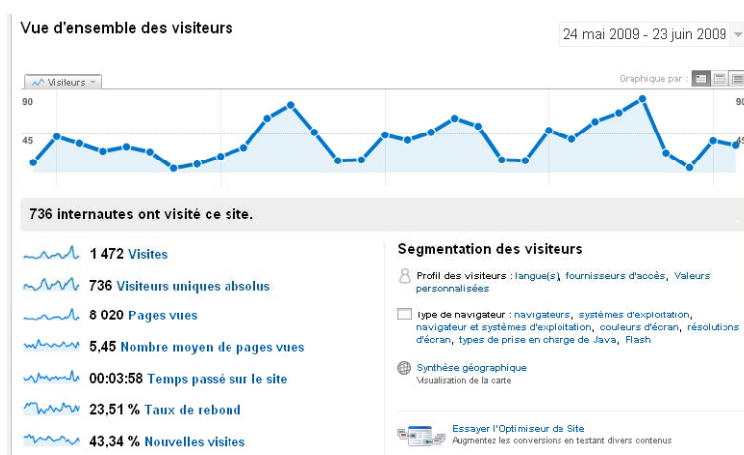 Vue d'ensemble des visiteurs
24 mai 2009 - 23 juin 2009
Visiteurs
Graphique par :
90
90
45
45
736 internautes ont visité ce site.
1 472 Visites
736 Visiteurs uniques absolus
8 020 Pages vues
5,45 Nombre moyen de pages vues
00:03:58 Temps passé sur le site
23,51 % Taux de rebond
43,34 % Nouvelles visites
Segmentation des visiteurs
Profil des visiteurs : langue(s), fournisseurs d'accès, Valeurs
personnalisées
Type de navigateur : navigateurs, systèmes d'exploitation,
navigateur et systèmes d'exploitation, couleurs d'écran, résolutions
d'écran, types de prise en charge de Java, Flash
Synthèse géographique
Visualisation de la carte
Essayer l'Optimiseur de Site
Augmentez les conversions en testant divers contenus